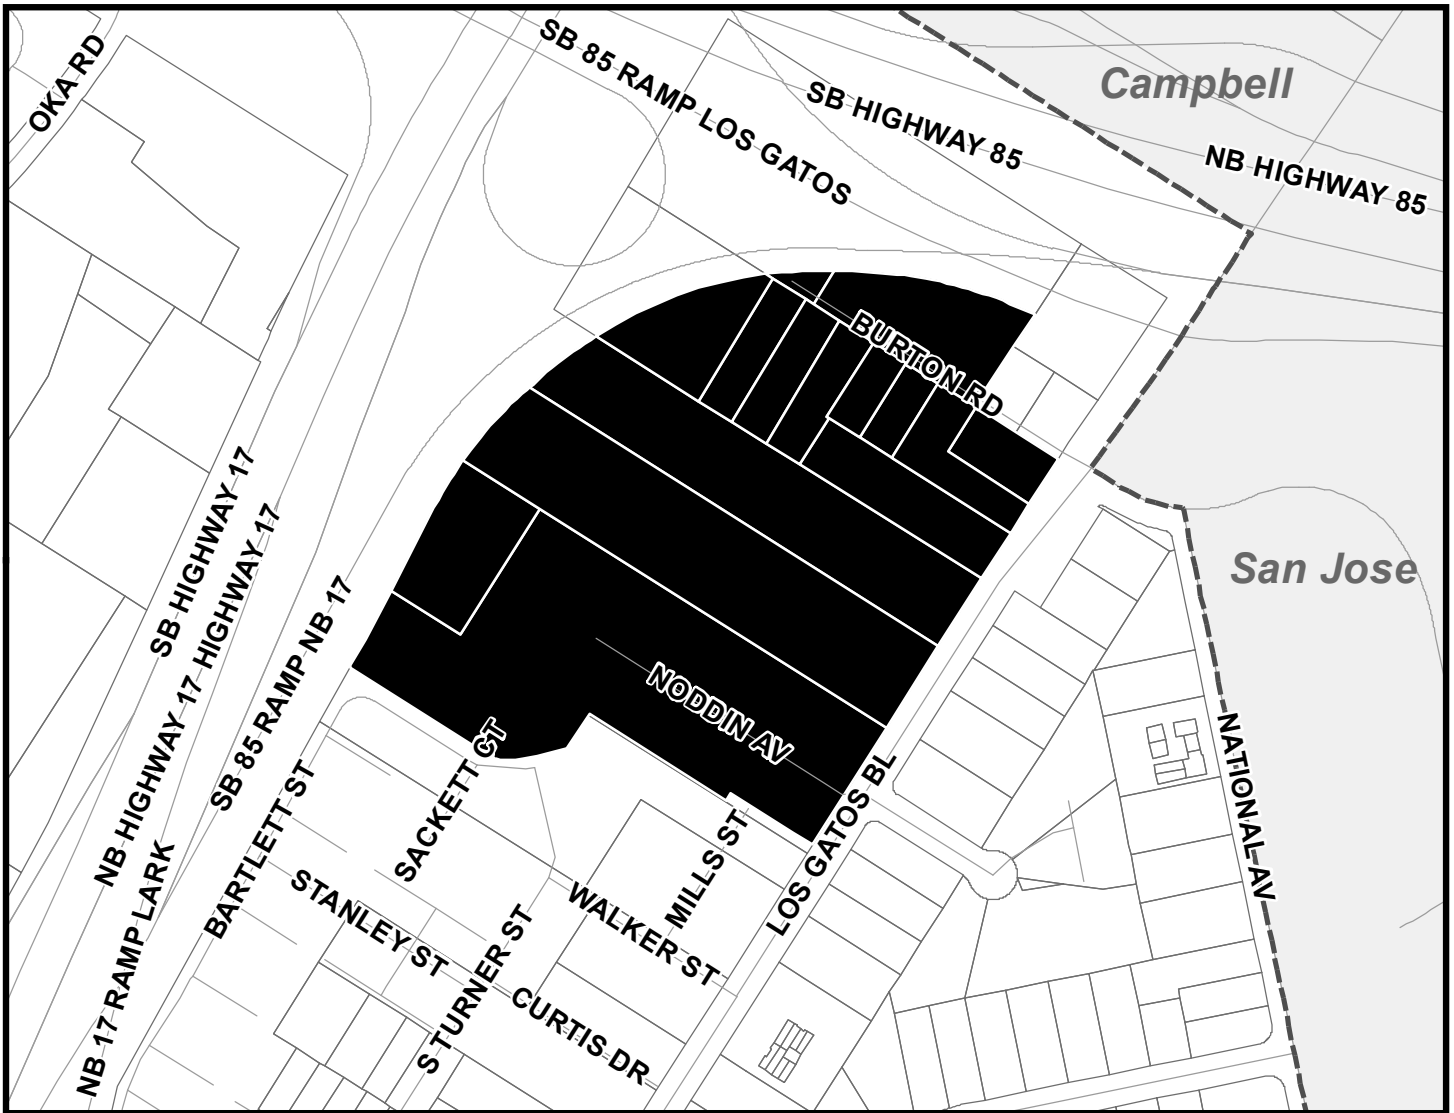 OKA RD
SB 85 RAMP LOS GATOS
SB HIGHWAY 85
Campbell
NB HIGHWAY 85
BURTON RD
SB HIGHWAY 17
NB HIGHWAY 17 HIGHWAY 17
SB 85 RAMP NB 17
San Jose
NODDIN AV
SACKETT CT
LOS GATOS BL
NATIONAL AV
BARTLETT ST
MILLS ST
NB 17 RAMP LARK
STANLEY ST
WALKER ST
S TURNER ST
CURTIS DR